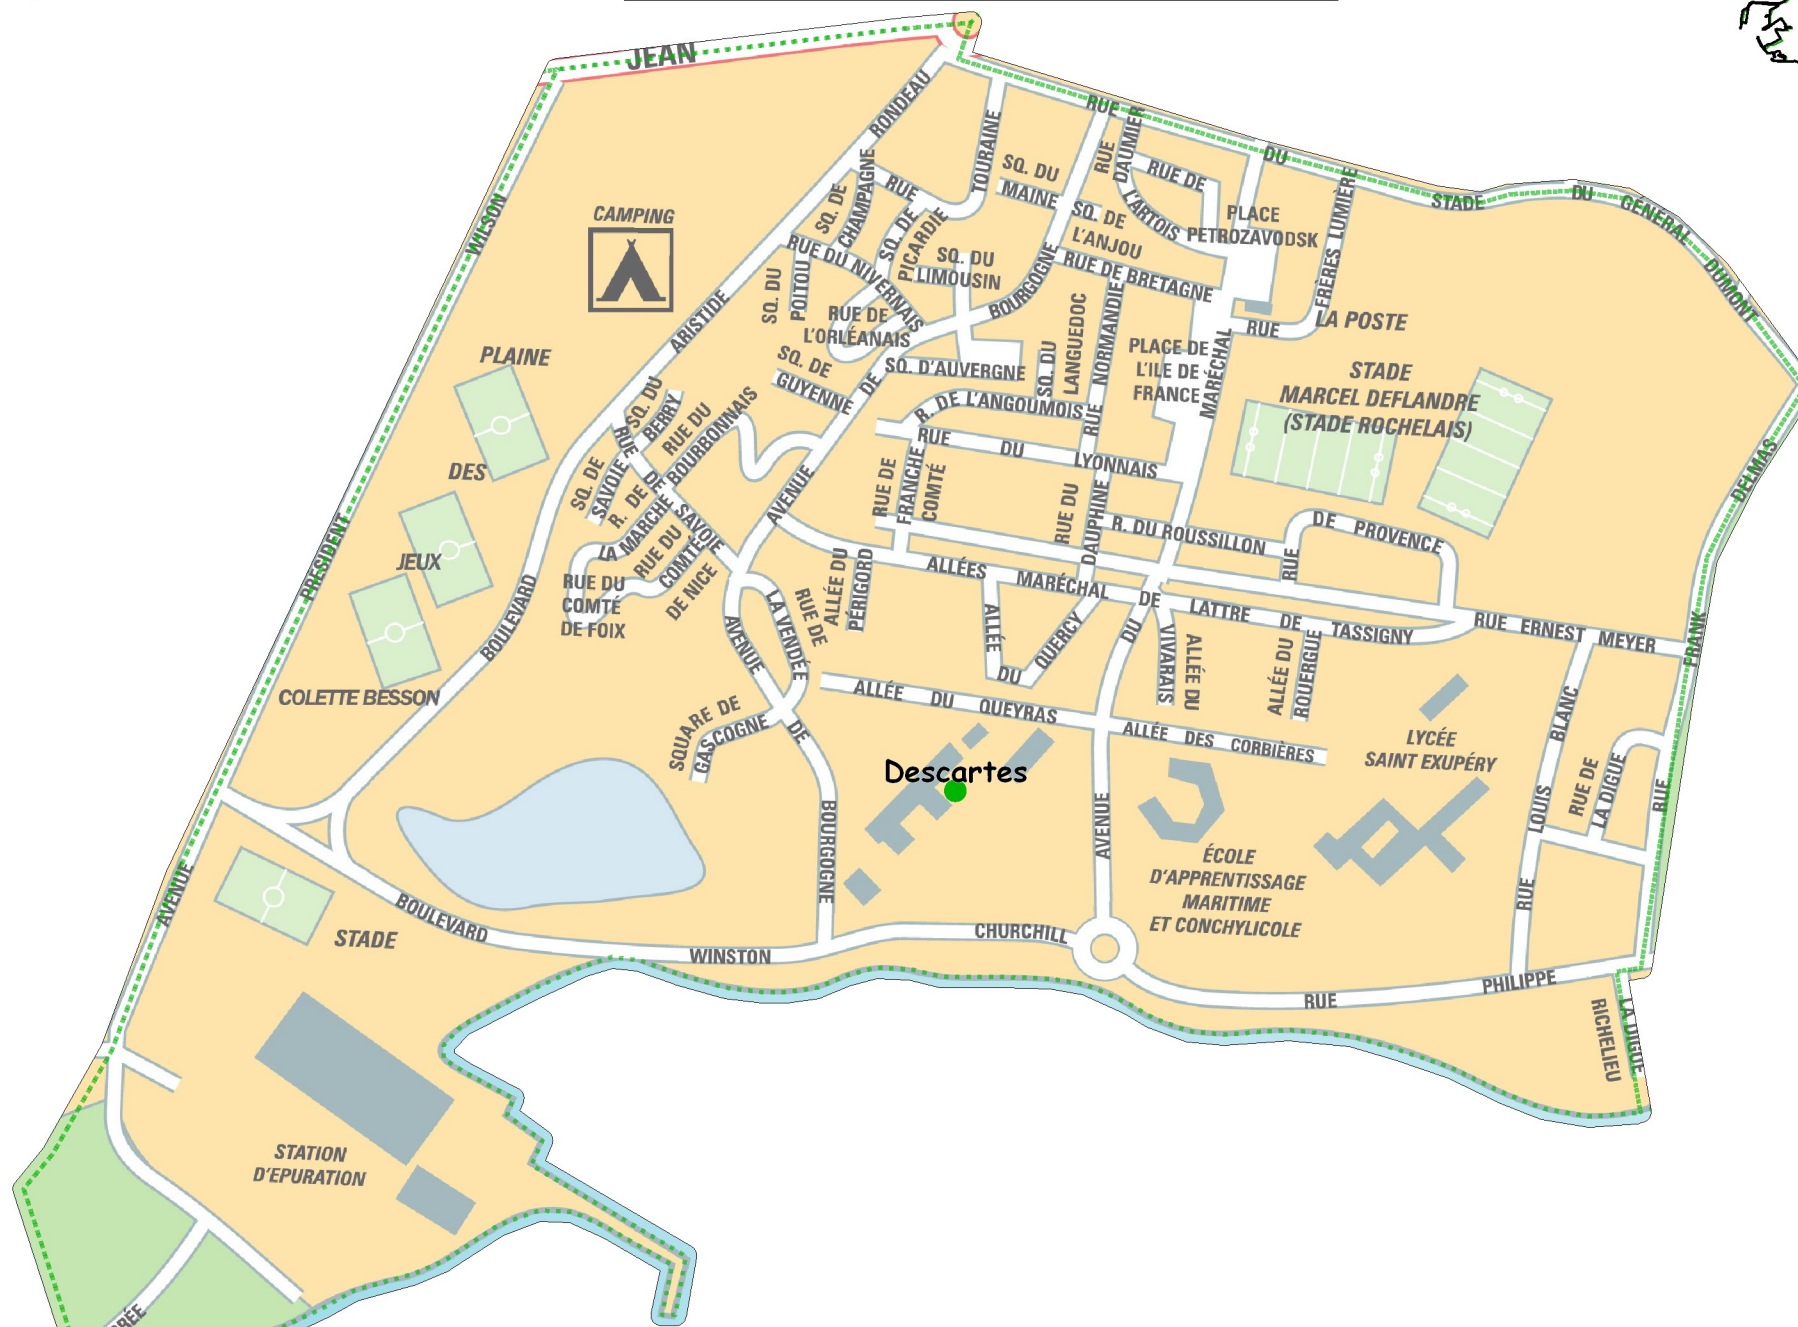 JEAN
RONDEAU
TOURAINE
RUE
DAUMIER
RUE
DU
STADE
DU
GÉNÉRAL
DUMONT
WILSON
CAMPING
SQ. DE
CHAMPAGNE
RUE
SQ. DU
MAINE
RUE DE
L'ARTOIS
SQ. DE
PICARDIE
SQ. DE
L'ANJOU
PLACE
PETROZAVODSK
FRÈRES LUMIÈRE
RUE DU NIVERNAIS
SQ. DU
LIMOUSIN
RUE DE BRETAGNE
SQ. DU
POITOU
BOURGOGNE
ARISTIDE
RUE DE
L'ORLÉANAIS
SQ. DU
LANGUEDOC
NORMANDIE
RUE
LA POSTE
PLAINE
SQ. DE
GUYENNE
DE
SQ. D'AUVERGNE
PLACE DE
L'ILE DE
FRANCE
MARÉCHAL
STADE
MARCEL DEFLANDRE
(STADE ROCHELAIS)
SQ. DU
BERRY
RUE DU
BOURBONNAIS
R. DE L'ANGOUMOIS
RUE
RUE
DU
LYONNAIS
DES
SQ. DE
SAVOIE
RUE
DE
SAVOIE
R. DE
LA MARCHE
AVENUE
RUE DE
FRANCHE
COMTÉ
RUE DU
DAUPHINE
DELMAS
R. DU ROUSSILLON
RUE
DE PROVENCE
PRESIDENT
JEUX
RUE DU
COMTÉ
DE NICE
RUE DU
COMTÉ
DE FOIX
BOULEVARD
ALLÉE DU
PÉRIGORD
ALLÉES
MARÉCHAL
DE
LATTRE
DE
TASSIGNY
RUE ERNEST MEYER
FRANK
RUE DE
LA VENDÉE
AVENUE
ALLÉE
DU
QUERCY
DU
VIVARAIS
ALLÉE DU
ALLÉE DU
ROUERGUE
COLETTE BESSON
SQUARE DE
GASCOGNE
DE
ALLÉE DU QUEYRAS
ALLÉE DES CORBIÈRES
LYCÉE
SAINT EXUPÉRY
BLANC
RUE DE
LA DIGUE
RUE
Descartes
BOURGOGNE
AVENUE
LOUIS
RUE
ÉCOLE
D'APPRENTISSAGE
MARITIME
ET CONCHYLICOLE
AVENUE
BOULEVARD
STADE
WINSTON
CHURCHILL
RUE
PHILIPPE
RICHELIEU
LA DIGUE
STATION
D'EPURATION
RÉE